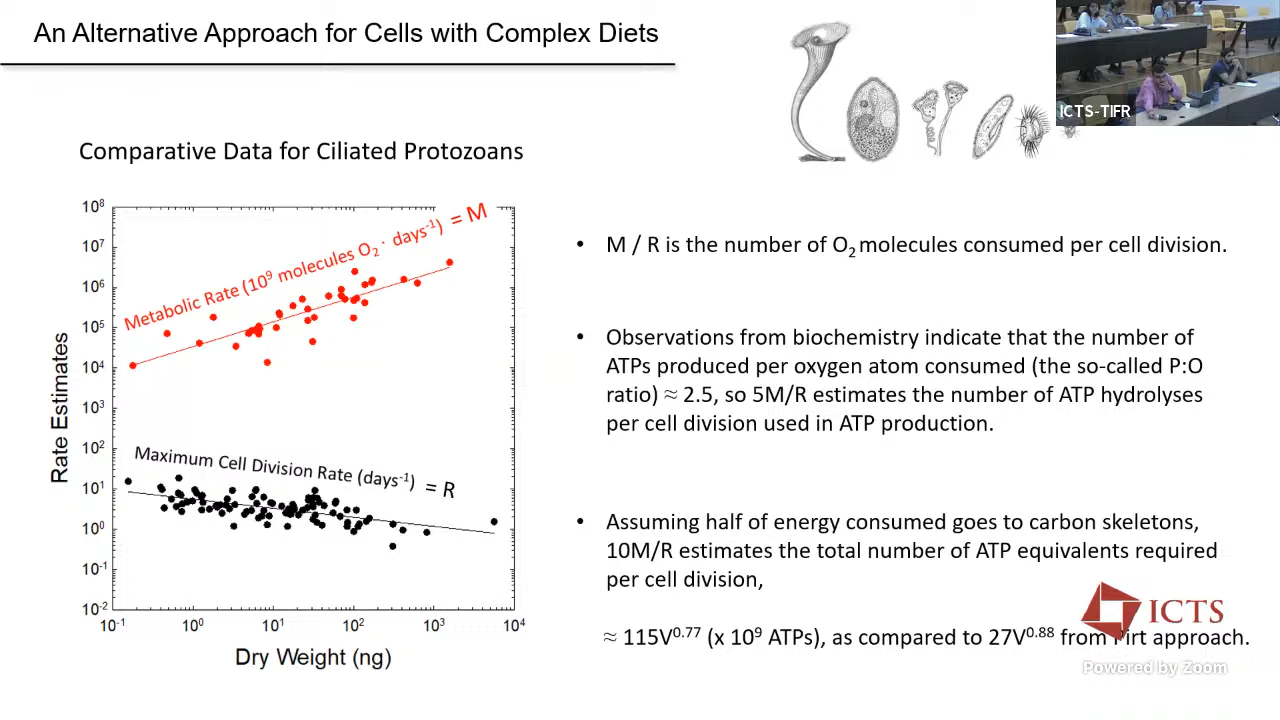 An Alternative Approach for Cells with Complex Diets
ICTS-TIFR
Comparative Data for Ciliated Protozoans
Rate Estimates
10⁸
10⁷
10⁶
10⁵
10⁴
10³
10²
10¹
10⁰
10⁻¹
10⁻²
Metabolic Rate (10⁹ molecules O₂ · days⁻¹) = M
Maximum Cell Division Rate (days⁻¹) = R
10⁻¹ 10⁰ 10¹ 10² 10³ 10⁴
Dry Weight (ng)
• M / R is the number of O₂ molecules consumed per cell division.
• Observations from biochemistry indicate that the number of
ATPs produced per oxygen atom consumed (the so-called P:O
ratio) ≈ 2.5, so 5M/R estimates the number of ATP hydrolyses
per cell division used in ATP production.
• Assuming half of energy consumed goes to carbon skeletons,
10M/R estimates the total number of ATP equivalents required
per cell division,
≈ 115V⁰·⁷⁷ (x 10⁹ ATPs), as compared to 27V⁰·⁸⁸ from Pirt approach.
ICTS
Powered by Zoom